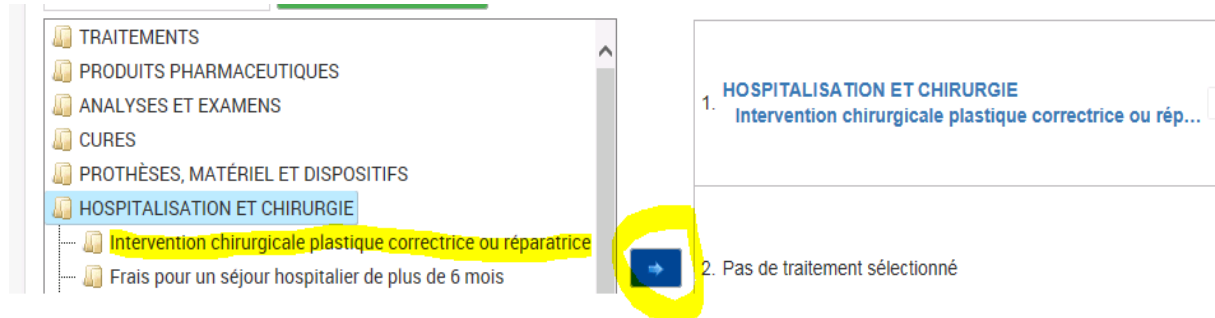 TRAITEMENTS
PRODUITS PHARMACEUTIQUES
ANALYSES ET EXAMENS
CURES
PROTHÈSES, MATÉRIEL ET DISPOSITIFS
HOSPITALISATION ET CHIRURGIE
Intervention chirurgicale plastique correctrice ou réparatrice
Frais pour un séjour hospitalier de plus de 6 mois
1. HOSPITALISATION ET CHIRURGIE
Intervention chirurgicale plastique correctrice ou rép...
2. Pas de traitement sélectionné